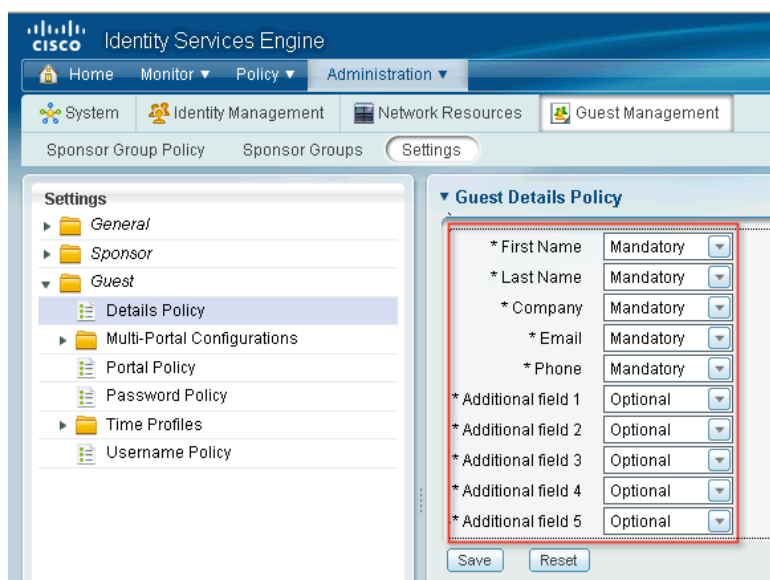 CISCO Identity Services Engine
Home Monitor ▼ Policy ▼ Administration ▼
System Identity Management Network Resources Guest Management
Sponsor Group Policy Sponsor Groups Settings
Settings
General
Sponsor
Guest
Details Policy
Multi-Portal Configurations
Portal Policy
Password Policy
Time Profiles
Username Policy
Guest Details Policy
* First Name Mandatory
* Last Name Mandatory
* Company Mandatory
* Email Mandatory
* Phone Mandatory
* Additional field 1 Optional
* Additional field 2 Optional
* Additional field 3 Optional
* Additional field 4 Optional
* Additional field 5 Optional
Save Reset